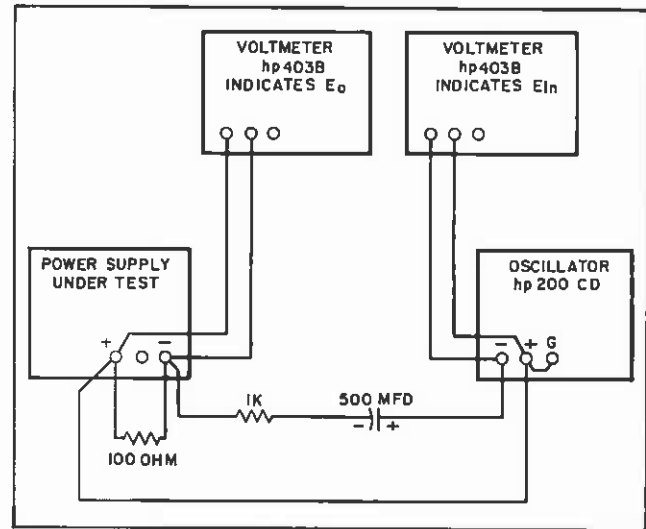 VOLTMETER
hp403B
INDICATES Eo
VOLTMETER
hp403B
INDICATES Ein
POWER SUPPLY
UNDER TEST
+
-
OSCILLATOR
hp 200 CD
- + G
1K
500 MFD
- +
100 OHM